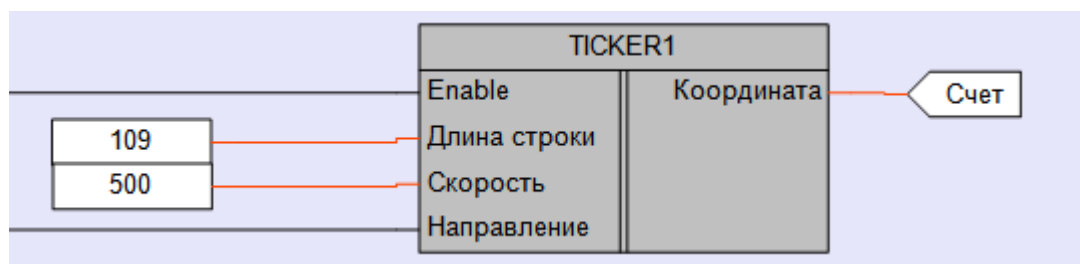 TICKER1
Enable
Координата
Счет
109
Длина строки
500
Скорость
Направление